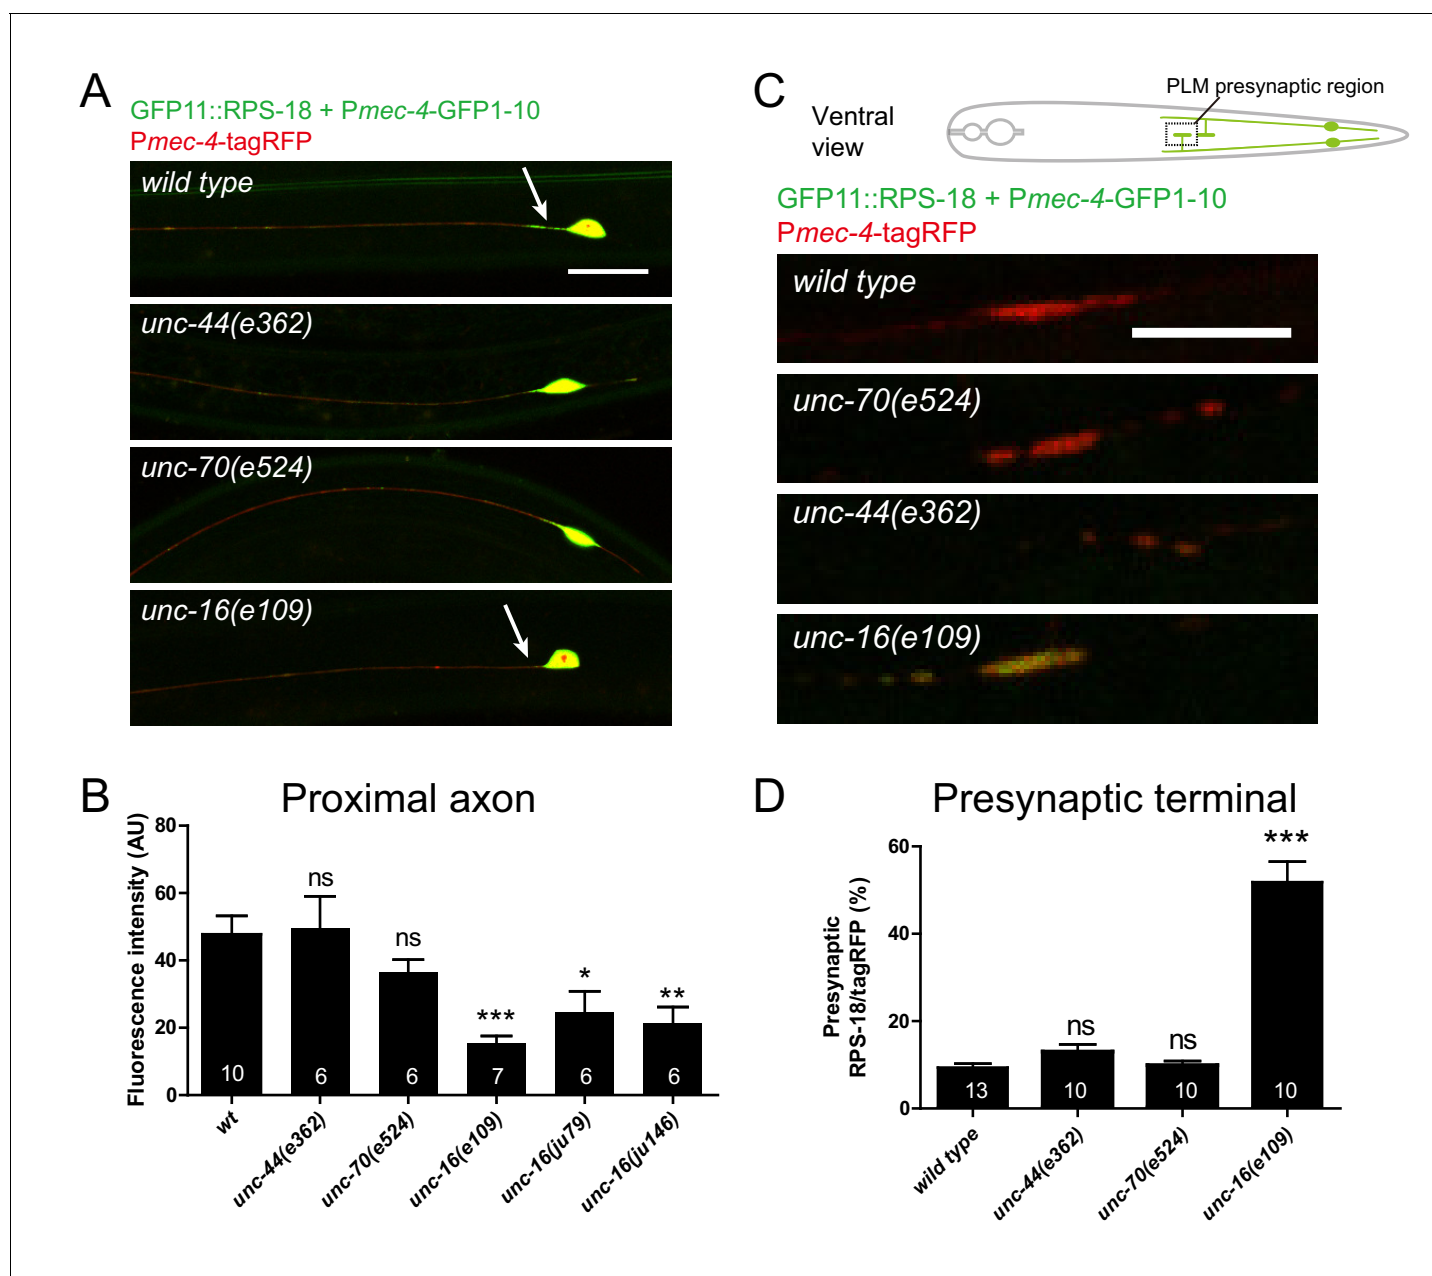 A
GFP11::RPS-18 + Pmec-4-GFP1-10
Pmec-4-tagRFP
wild type
unc-44(e362)
unc-70(e524)
unc-16(e109)
C
Ventral
view
PLM presynaptic region
GFP11::RPS-18 + Pmec-4-GFP1-10
Pmec-4-tagRFP
wild type
unc-70(e524)
unc-44(e362)
unc-16(e109)
B
Proximal axon
Fluorescence intensity (AU)
80
60
40
20
0
ns
ns
***
*
**
10
6
6
7
6
6
wt
unc-44(e362)
unc-70(e524)
unc-16(e109)
unc-16(ju79)
unc-16(ju146)
D
Presynaptic terminal
Presynaptic
RPS-18/tagRFP (%)
60
40
20
0
ns
ns
***
13
10
10
10
wild type
unc-44(e362)
unc-70(e524)
unc-16(e109)